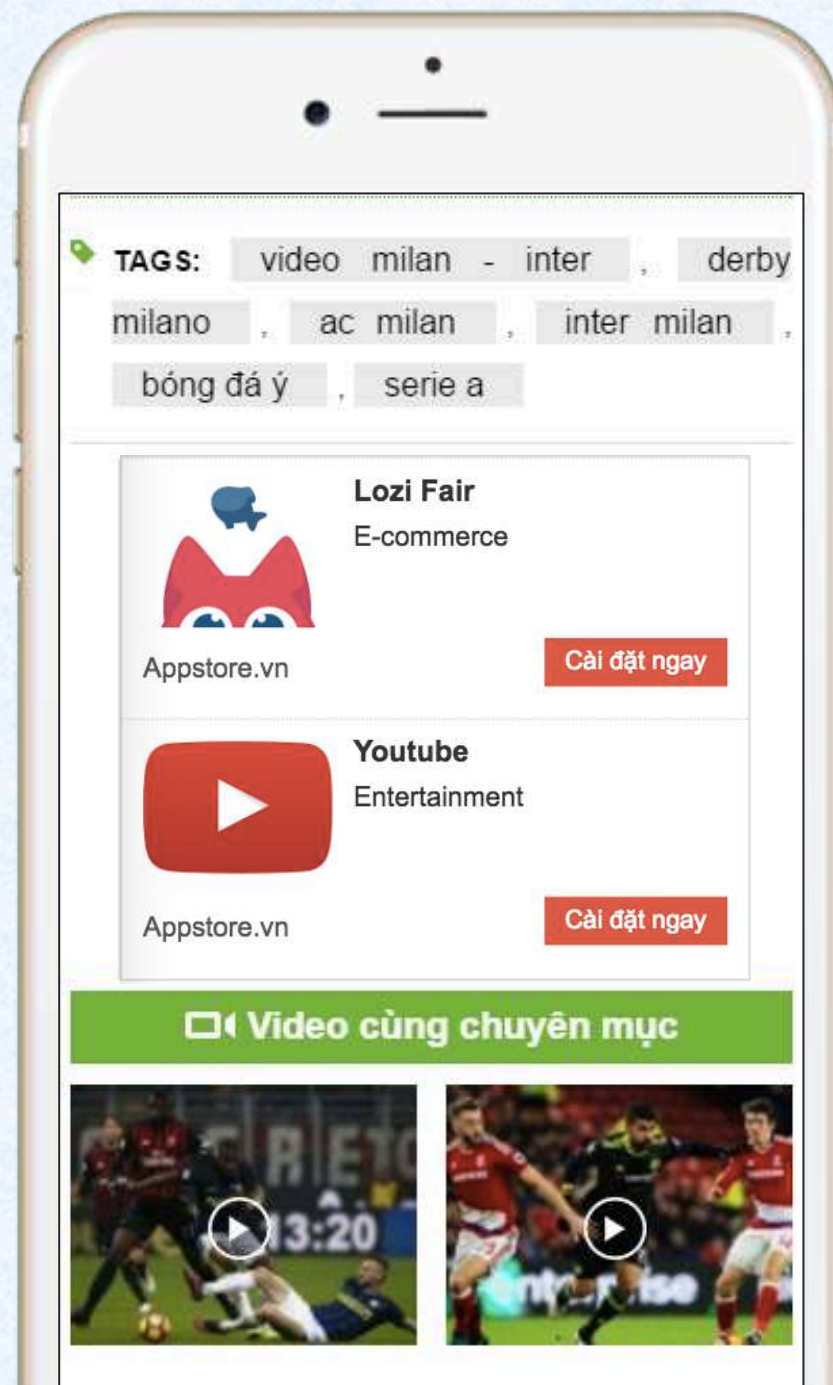 TAGS: video milan - inter , derby
milano , ac milan , inter milan ,
bóng đá ý , serie a
Lozi Fair
E-commerce
Appstore.vn
Cài đặt ngay
Youtube
Entertainment
Appstore.vn
Cài đặt ngay
Video cùng chuyên mục
13:20